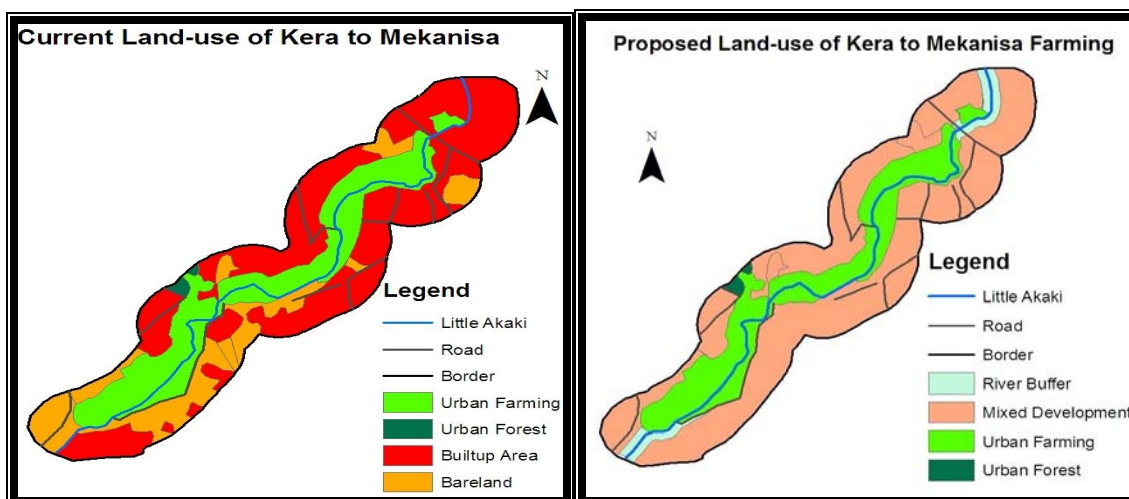 Current Land-use of Kera to Mekanisa
N
Legend
Little Akaki
Road
Border
Urban Farming
Urban Forest
Builtup Area
Bareland
Proposed Land-use of Kera to Mekanisa Farming
N
Legend
Little Akaki
Road
Border
River Buffer
Mixed Development
Urban Farming
Urban Forest